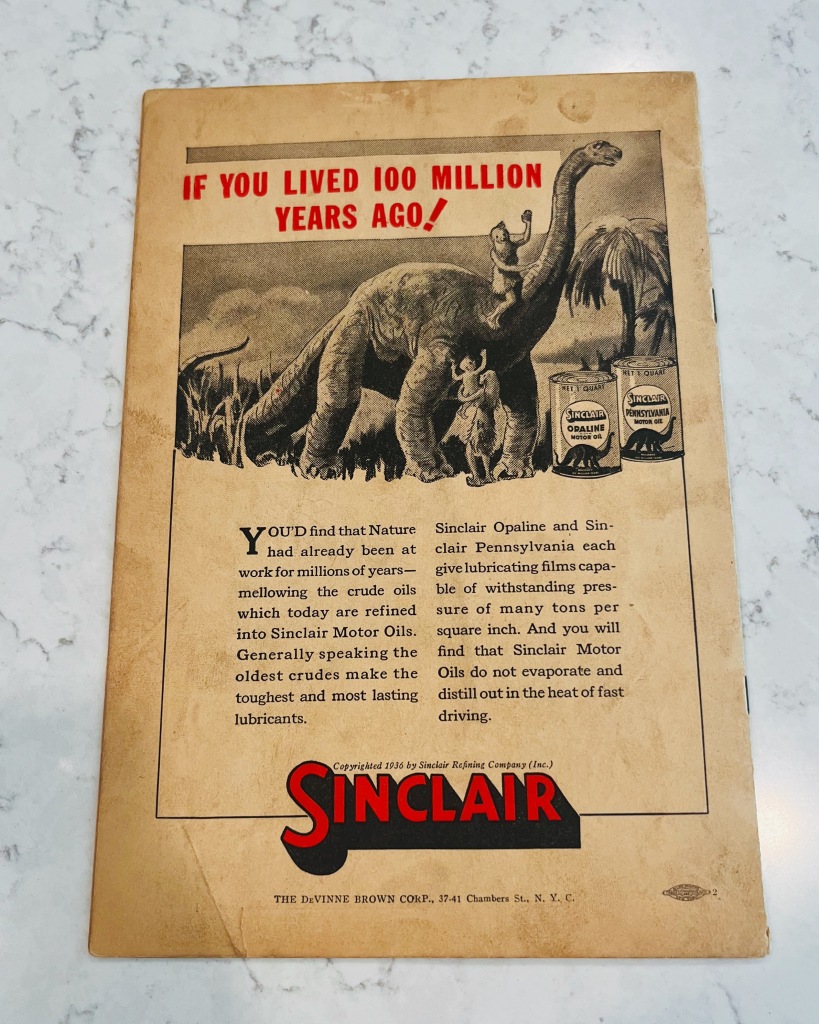 IF YOU LIVED 100 MILLION
YEARS AGO!
NET 1 QUART
SINCLAIR
OPALINE
MOTOR OIL
NET 1 QUART
SINCLAIR
PENNSYLVANIA
MOTOR OIL
YOU'D find that Nature
had already been at
work for millions of years—
mellowing the crude oils
which today are refined
into Sinclair Motor Oils.
Generally speaking the
oldest crudes make the
toughest and most lasting
lubricants.
Sinclair Opaline and Sin-
clair Pennsylvania each
give lubricating films capa-
ble of withstanding pres-
sure of many tons per
square inch. And you will
find that Sinclair Motor
Oils do not evaporate and
distill out in the heat of fast
driving.
Copyrighted 1936 by Sinclair Refining Company (Inc.)
SINCLAIR
THE DeVINNE BROWN CORP., 37-41 Chambers St., N. Y. C.
2